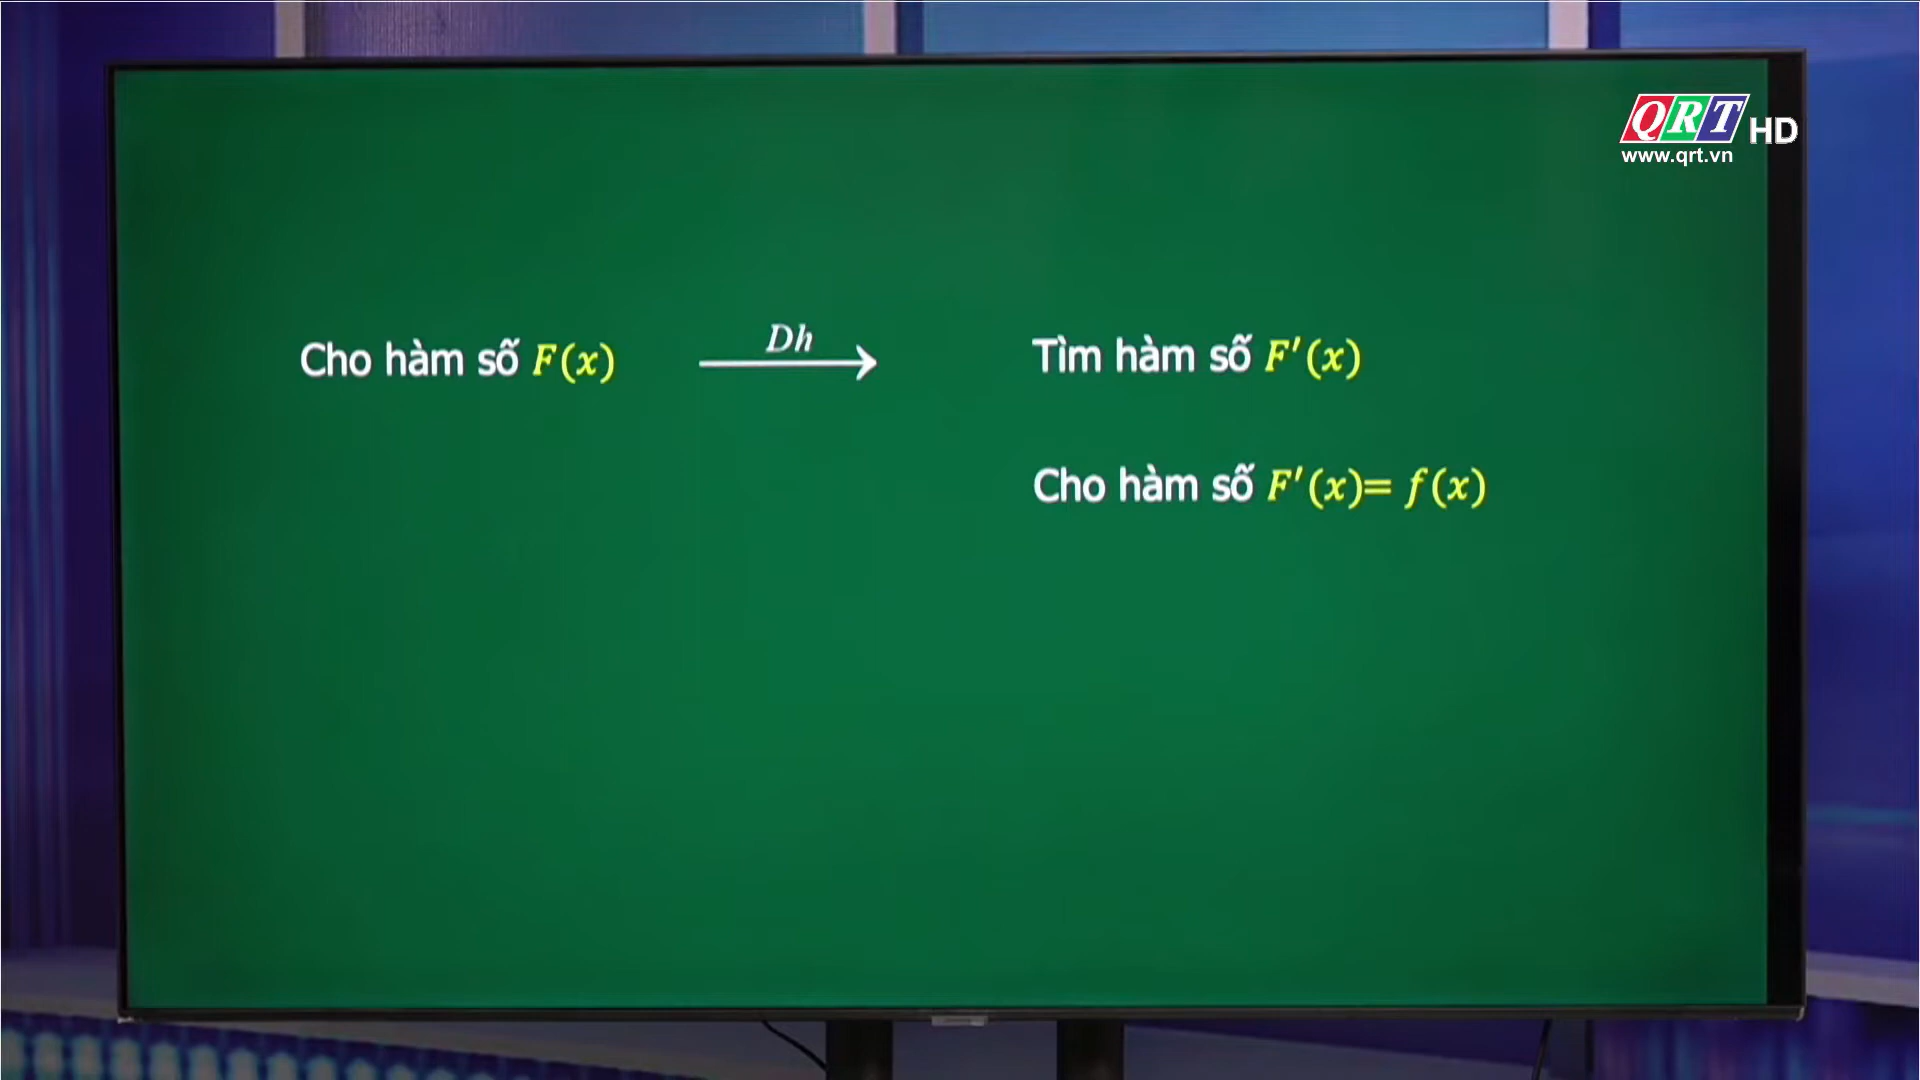 QRT HD
www.qrt.vn
Dh
Cho hàm số F(x) ⟶ Tìm hàm số F′(x)
Cho hàm số F′(x)= f(x)